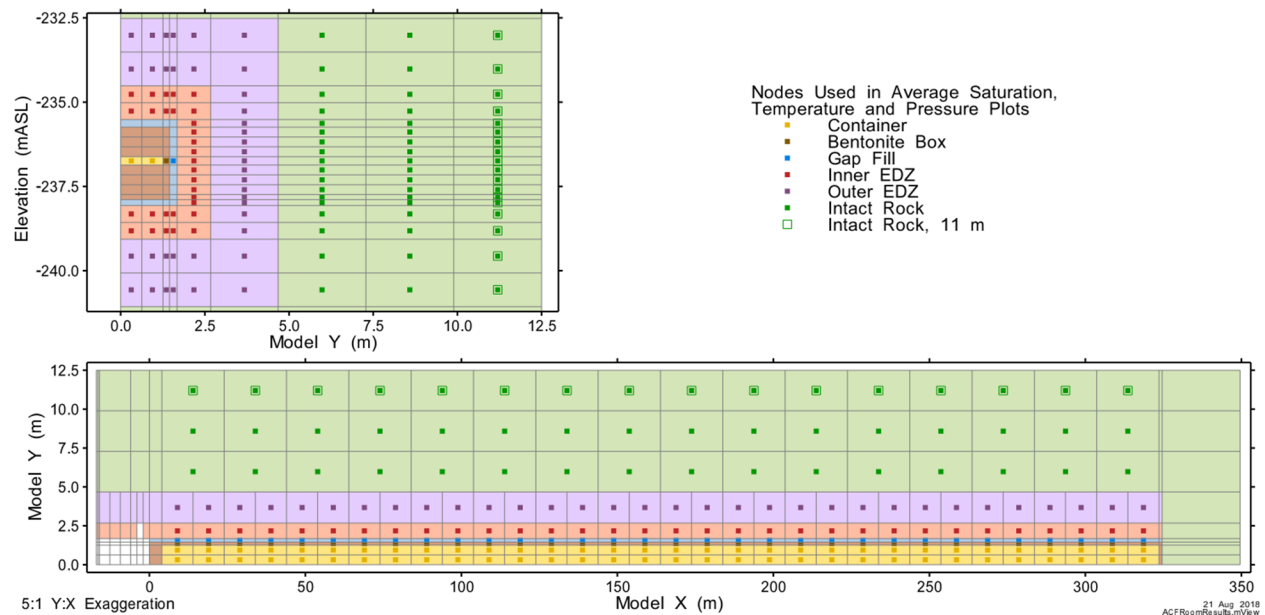 -232.5
-235.0
-237.5
-240.0
Elevation (mASL)
0.0 2.5 5.0 7.5 10.0 12.5
Model Y (m)
Nodes Used in Average Saturation,
Temperature and Pressure Plots
Container
Bentonite Box
Gap Fill
Inner EDZ
Outer EDZ
Intact Rock
Intact Rock, 11 m
12.5
10.0
7.5
5.0
2.5
0.0
Model Y (m)
0 50 100 150 200 250 300 350
Model X (m)
5:1 Y:X Exaggeration
21 Aug 2018
ACFRoomResults.mView